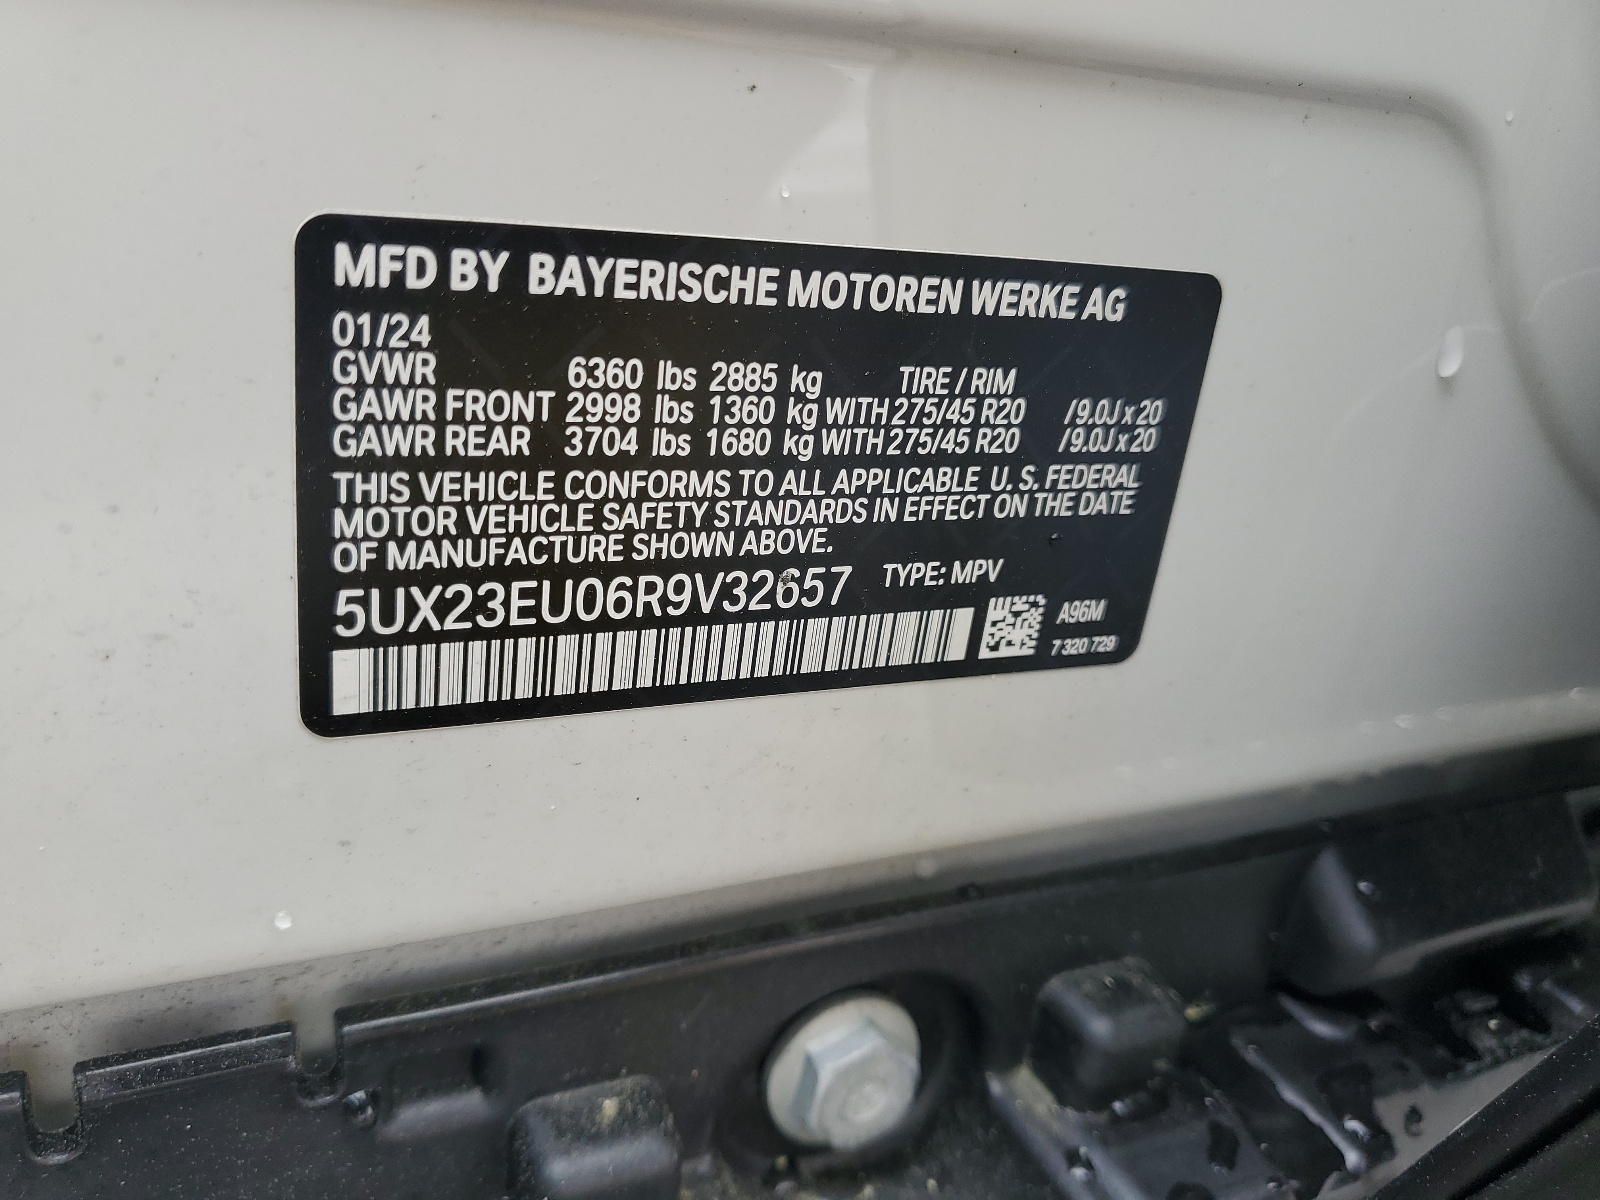 MFD BY BAYERISCHE MOTOREN WERKE AG
01/24
GVWR 6360 lbs 2885 kg TIRE / RIM
GAWR FRONT 2998 lbs 1360 kg WITH 275/45 R20 /9.0J x 20
GAWR REAR 3704 lbs 1680 kg WITH 275/45 R20 /9.0J x 20
THIS VEHICLE CONFORMS TO ALL APPLICABLE U. S. FEDERAL
MOTOR VEHICLE SAFETY STANDARDS IN EFFECT ON THE DATE
OF MANUFACTURE SHOWN ABOVE.
5UX23EU06R9V32657 TYPE: MPV
A96M
7 320 729